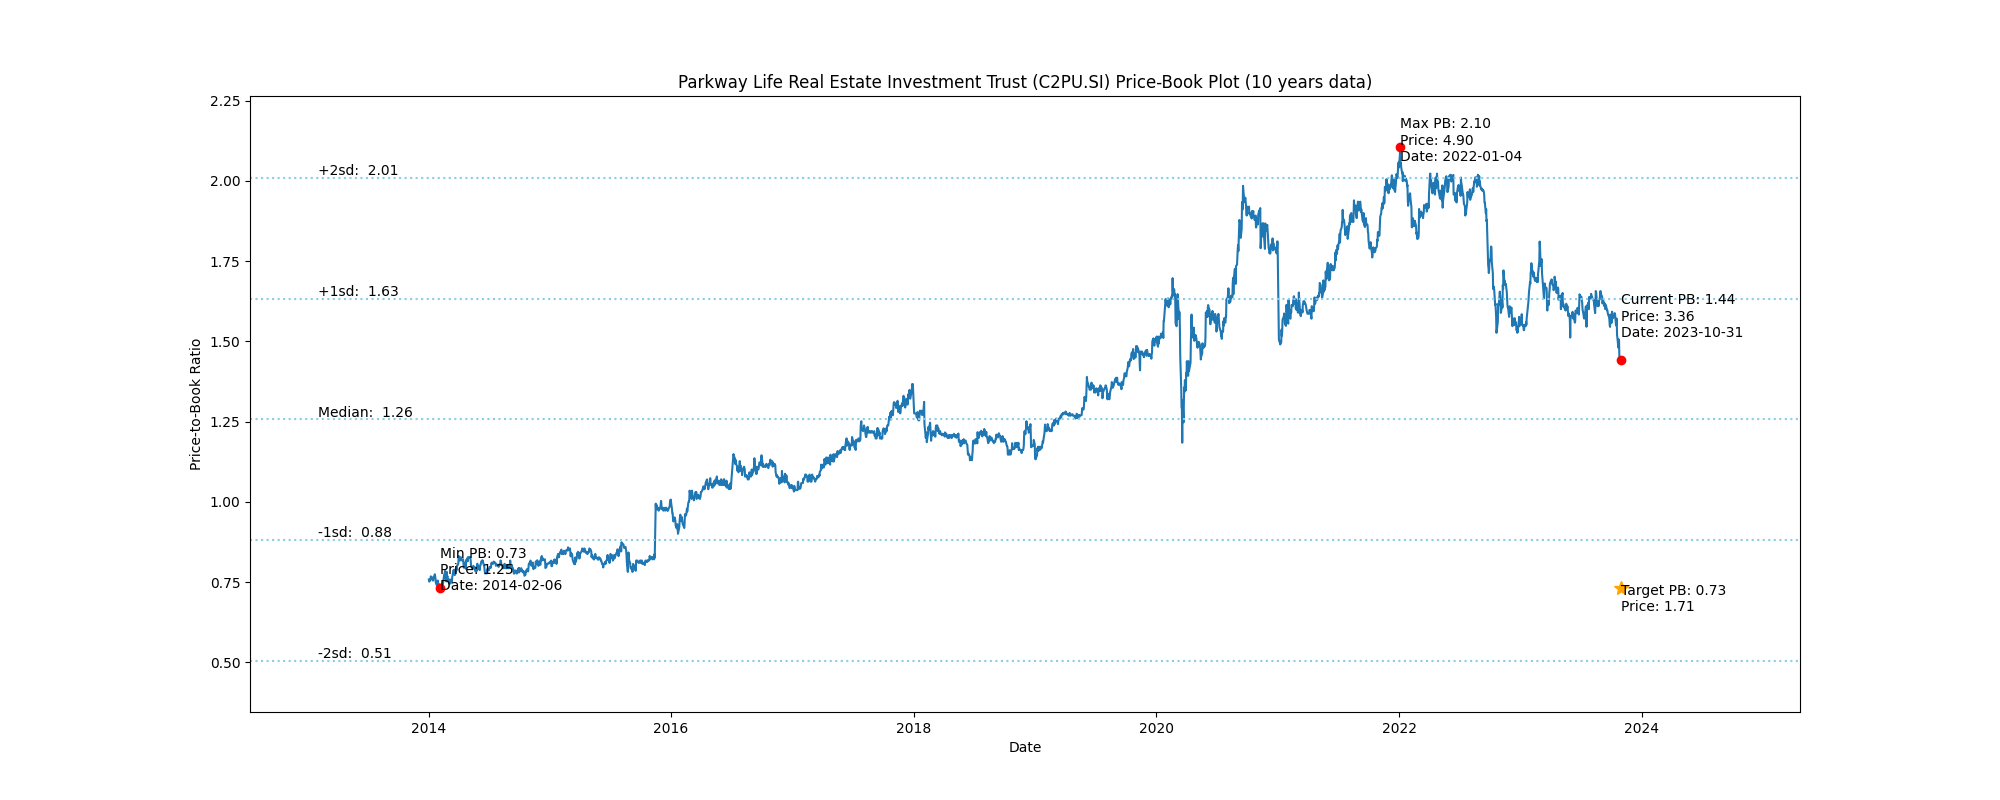 Parkway Life Real Estate Investment Trust (C2PU.SI) Price-Book Plot (10 years data)
Price-to-Book Ratio
2.25
2.00
1.75
1.50
1.25
1.00
0.75
0.50
+2sd: 2.01
+1sd: 1.63
Median: 1.26
-1sd: 0.88
-2sd: 0.51
Min PB: 0.73
Price: 1.25
Date: 2014-02-06
Max PB: 2.10
Price: 4.90
Date: 2022-01-04
Current PB: 1.44
Price: 3.36
Date: 2023-10-31
Target PB: 0.73
Price: 1.71
2014
2016
2018
2020
2022
2024
Date